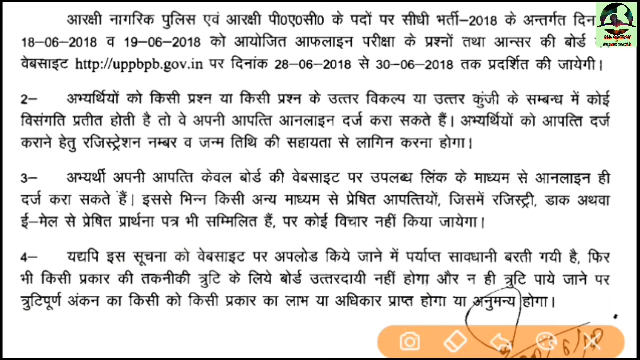 आरक्षी नागरिक पुलिस एवं आरक्षी पी0ए0सी0 के पदों पर सीधी भर्ती-2018 के अन्तर्गत
18-06-2018 व 19-06-2018 को आयोजित आफलाइन परीक्षा के प्रश्नों तथा आन्सर की बोर्ड
वेबसाइट http://uppbpb.gov.in पर दिनांक 28-06-2018 से 30-06-2018 तक प्रदर्शित की जायेगी।
2- अभ्यर्थियों को किसी प्रश्न या किसी प्रश्न के उत्तर विकल्प या उत्तर कुंजी के सम्बन्ध में कोई
विसंगति प्रतीत होती है तो वे अपनी आपत्ति आनलाइन दर्ज करा सकते हैं। अभ्यर्थियों को आपत्ति दर्ज
कराने हेतु रजिस्ट्रेशन नम्बर व जन्म तिथि की सहायता से लागिन करना होगा।
3- अभ्यर्थी अपनी आपत्ति केवल बोर्ड की वेबसाइट पर उपलब्ध लिंक के माध्यम से आनलाइन ही
दर्ज करा सकते हैं। इससे भिन्न किसी अन्य माध्यम से प्रेषित आपत्तियों, जिसमें रजिस्ट्री, डाक अथवा
ई-मेल से प्रेषित प्रार्थना पत्र भी सम्मिलित हैं, पर कोई विचार नहीं किया जायेगा।
4- यद्यपि इस सूचना को वेबसाइट पर अपलोड किये जाने में पर्याप्त सावधानी बरती गयी है, फिर
भी किसी प्रकार की तकनीकी त्रुटि के लिये बोर्ड उत्तरदायी नहीं होगा और न ही त्रुटि पाये जाने पर
त्रुटिपूर्ण अंकन का किसी को किसी प्रकार का लाभ या अधिकार प्राप्त होगा या अनुमन्य होगा।